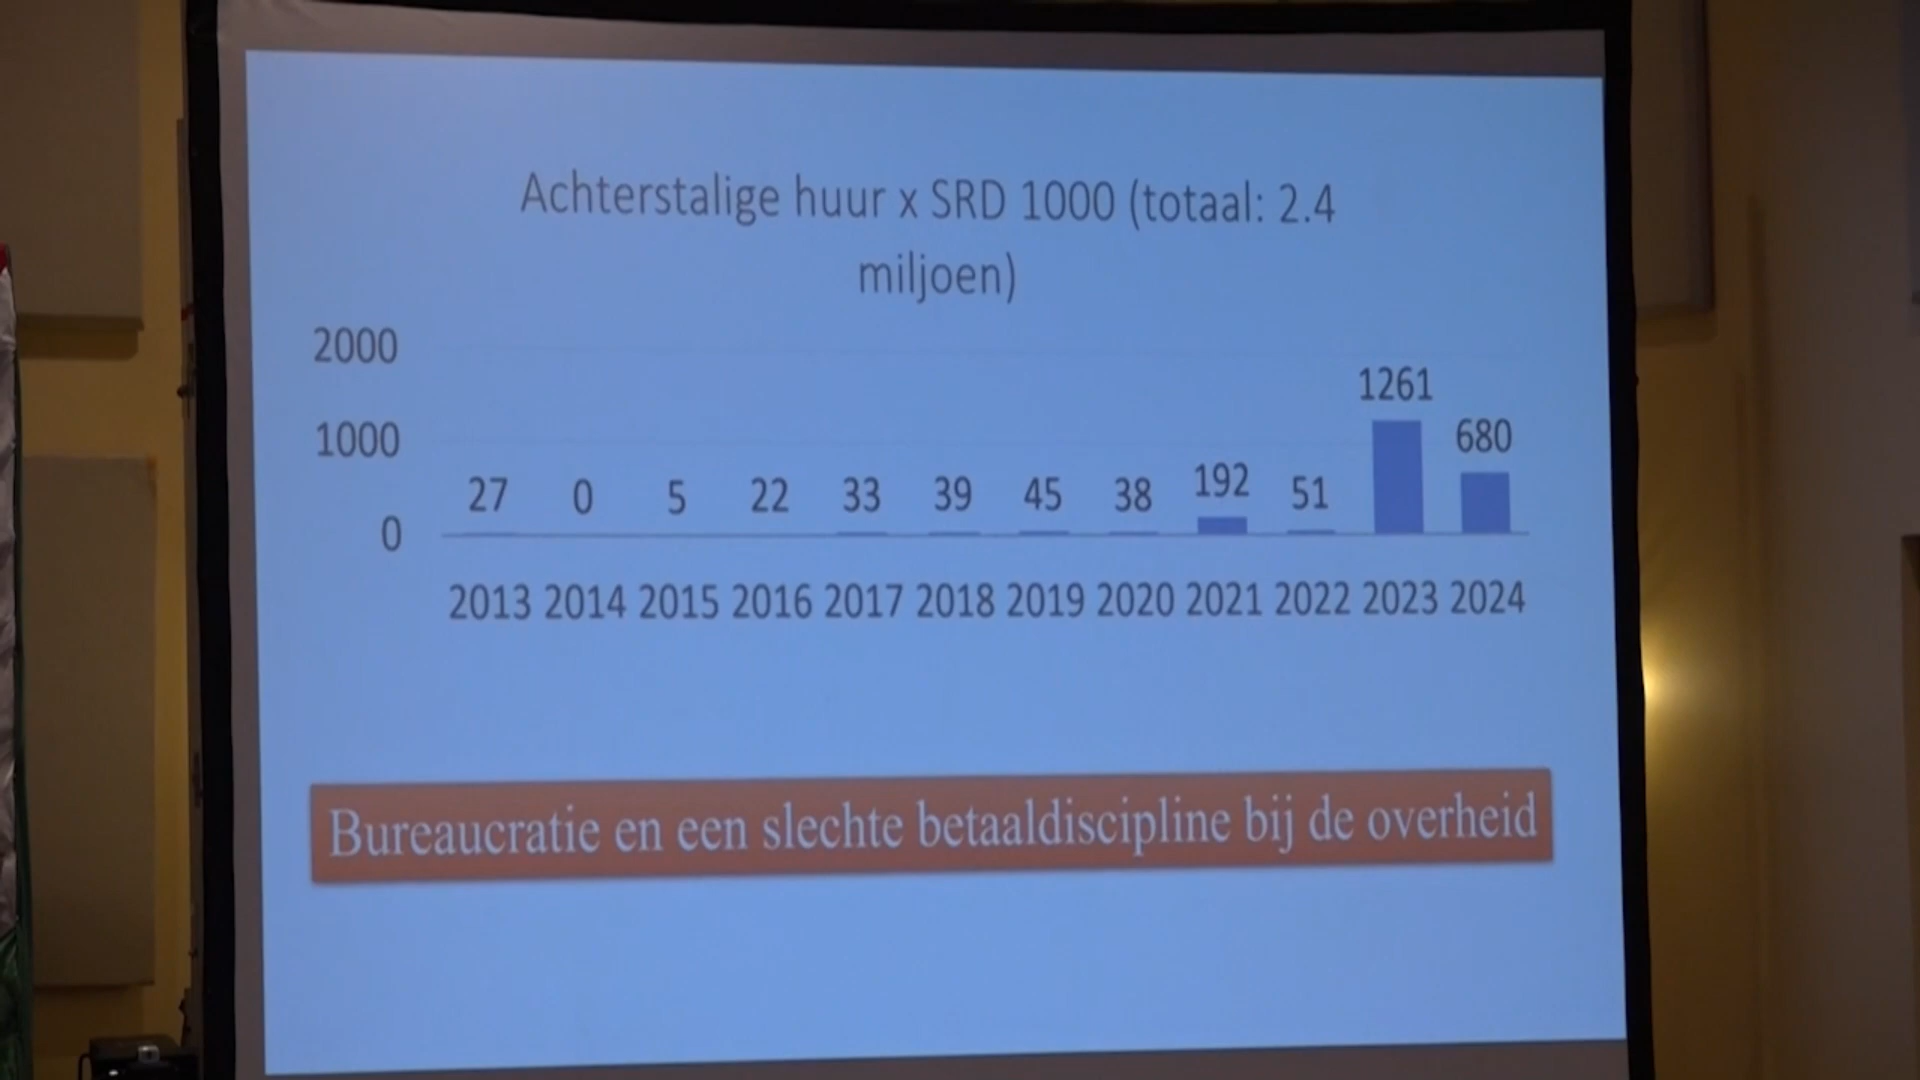 Achterstalige huur x SRD 1000 (totaal: 2.4
miljoen)
2000
1000
0
27 0 5 22 33 39 45 38 192 51 1261 680
2013 2014 2015 2016 2017 2018 2019 2020 2021 2022 2023 2024
Bureaucratie en een slechte betaaldiscipline bij de overheid